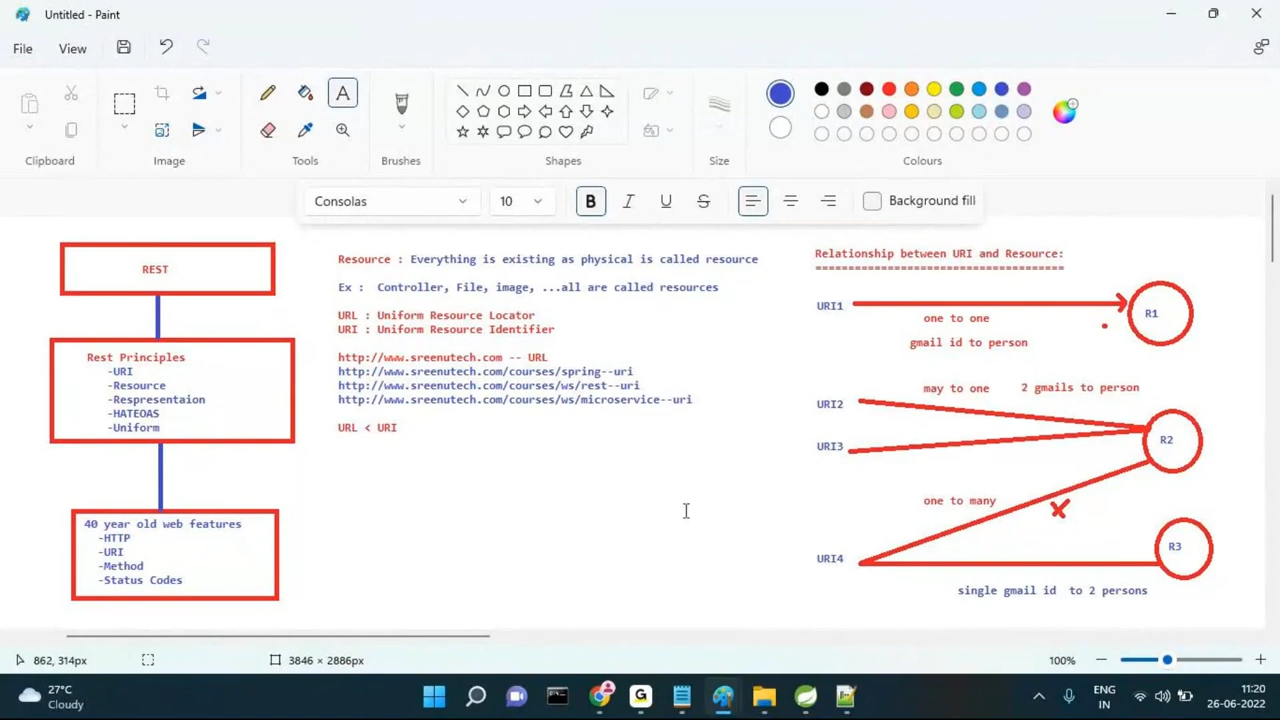 Untitled - Paint
File
View
Clipboard
Image
Tools
Brushes
Shapes
Size
Colours
Consolas
10
B
I
U
S
Background fill
REST
Rest Principles
-URI
-Resource
-Respresentaion
-HATEOAS
-Uniform
40 year old web features
-HTTP
-URI
-Method
-Status Codes
Resource : Everything is existing as physical is called resource
Ex : Controller, File, image, ...all are called resources
URL : Uniform Resource Locator
URI : Uniform Resource Identifier
http://www.sreenutech.com -- URL
http://www.sreenutech.com/courses/spring--uri
http://www.sreenutech.com/courses/ws/rest--uri
http://www.sreenutech.com/courses/ws/microservice--uri
URL < URI
Relationship between URI and Resource:
======================================
URI1
R1
one to one
gmail id to person
may to one
2 gmails to person
URI2
URI3
R2
one to many
URI4
R3
single gmail id  to 2 persons
862, 314px
3846 × 2886px
100%
27°C
Cloudy
ENG
IN
11:20
26-06-2022